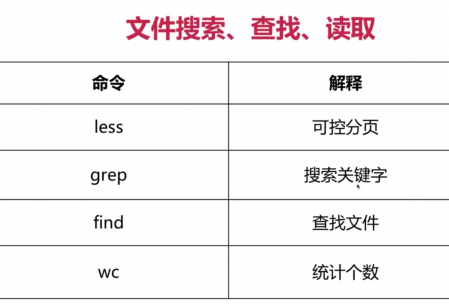 文件搜索、查找、读取
命令 解释
less 可控分页
grep 搜索关键字
find 查找文件
wc 统计个数